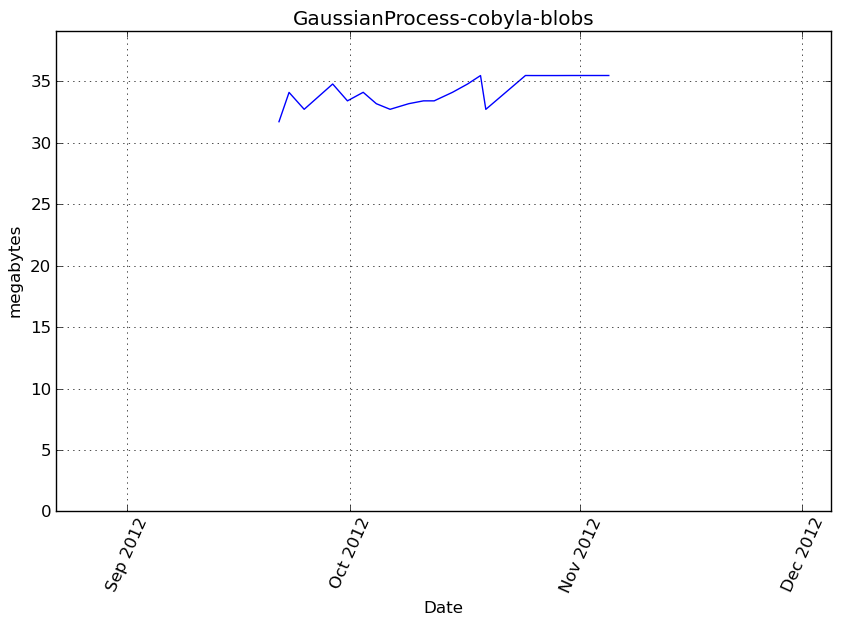 GaussianProcess-cobyla-blobs
35
30
25
20
15
10
5
0
megabytes
Sep 2012
Oct 2012
Nov 2012
Dec 2012
Date